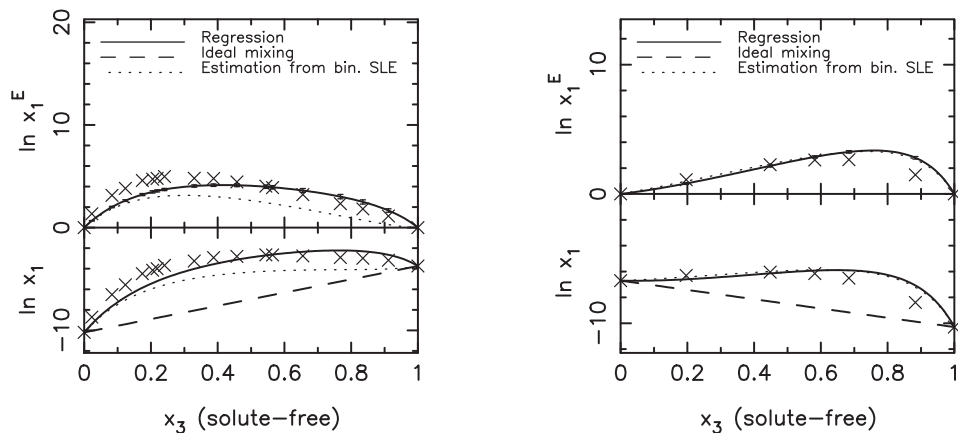 20
Regression
Ideal mixing
Estimation from bin. SLE
10
ln x₁ᴱ
0
ln x₁
−10
0 0.2 0.4 0.6 0.8 1
x₃ (solute−free)
Regression
Ideal mixing
Estimation from bin. SLE
10
ln x₁ᴱ
0
ln x₁
−10
0 0.2 0.4 0.6 0.8 1
x₃ (solute−free)